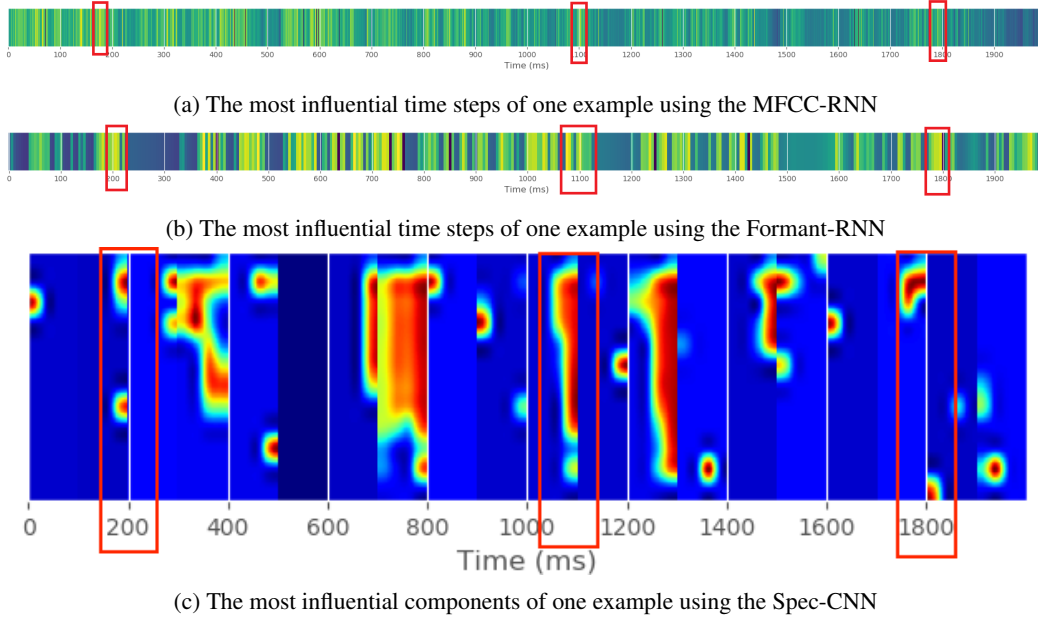 0 100 200 300 400 500 600 700 800 900 1000 1100 1200 1300 1400 1500 1600 1700 1800 1900
Time (ms)
(a) The most influential time steps of one example using the MFCC-RNN
0 100 200 300 400 500 600 700 800 900 1000 1100 1200 1300 1400 1500 1600 1700 1800 1900
Time (ms)
(b) The most influential time steps of one example using the Formant-RNN
0 200 400 600 800 1000 1200 1400 1600 1800
Time (ms)
(c) The most influential components of one example using the Spec-CNN